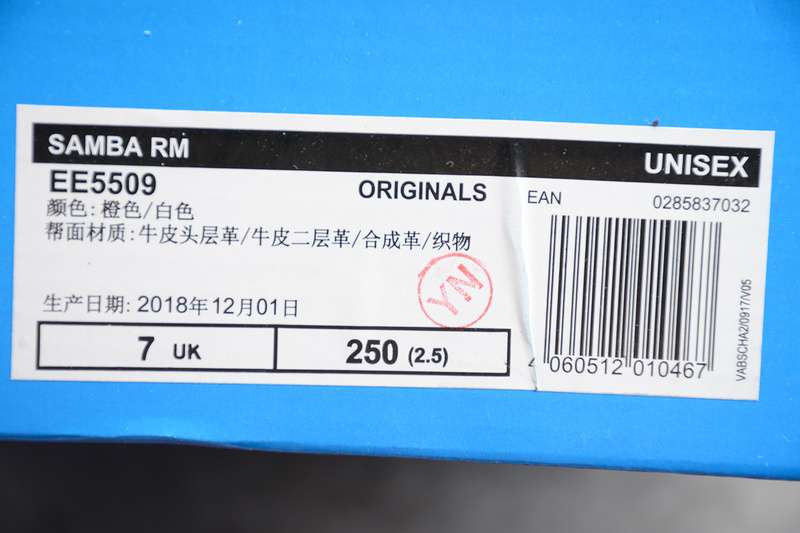 SAMBA RM
UNISEX
EE5509
ORIGINALS
EAN
0285837032
颜色:橙色/白色
帮面材质:牛皮头层革/牛皮二层革/合成革/织物
生产日期:2018年12月01日
7 UK
250 (2.5)
4 060512 010467
VABSCHA2/0917/V05